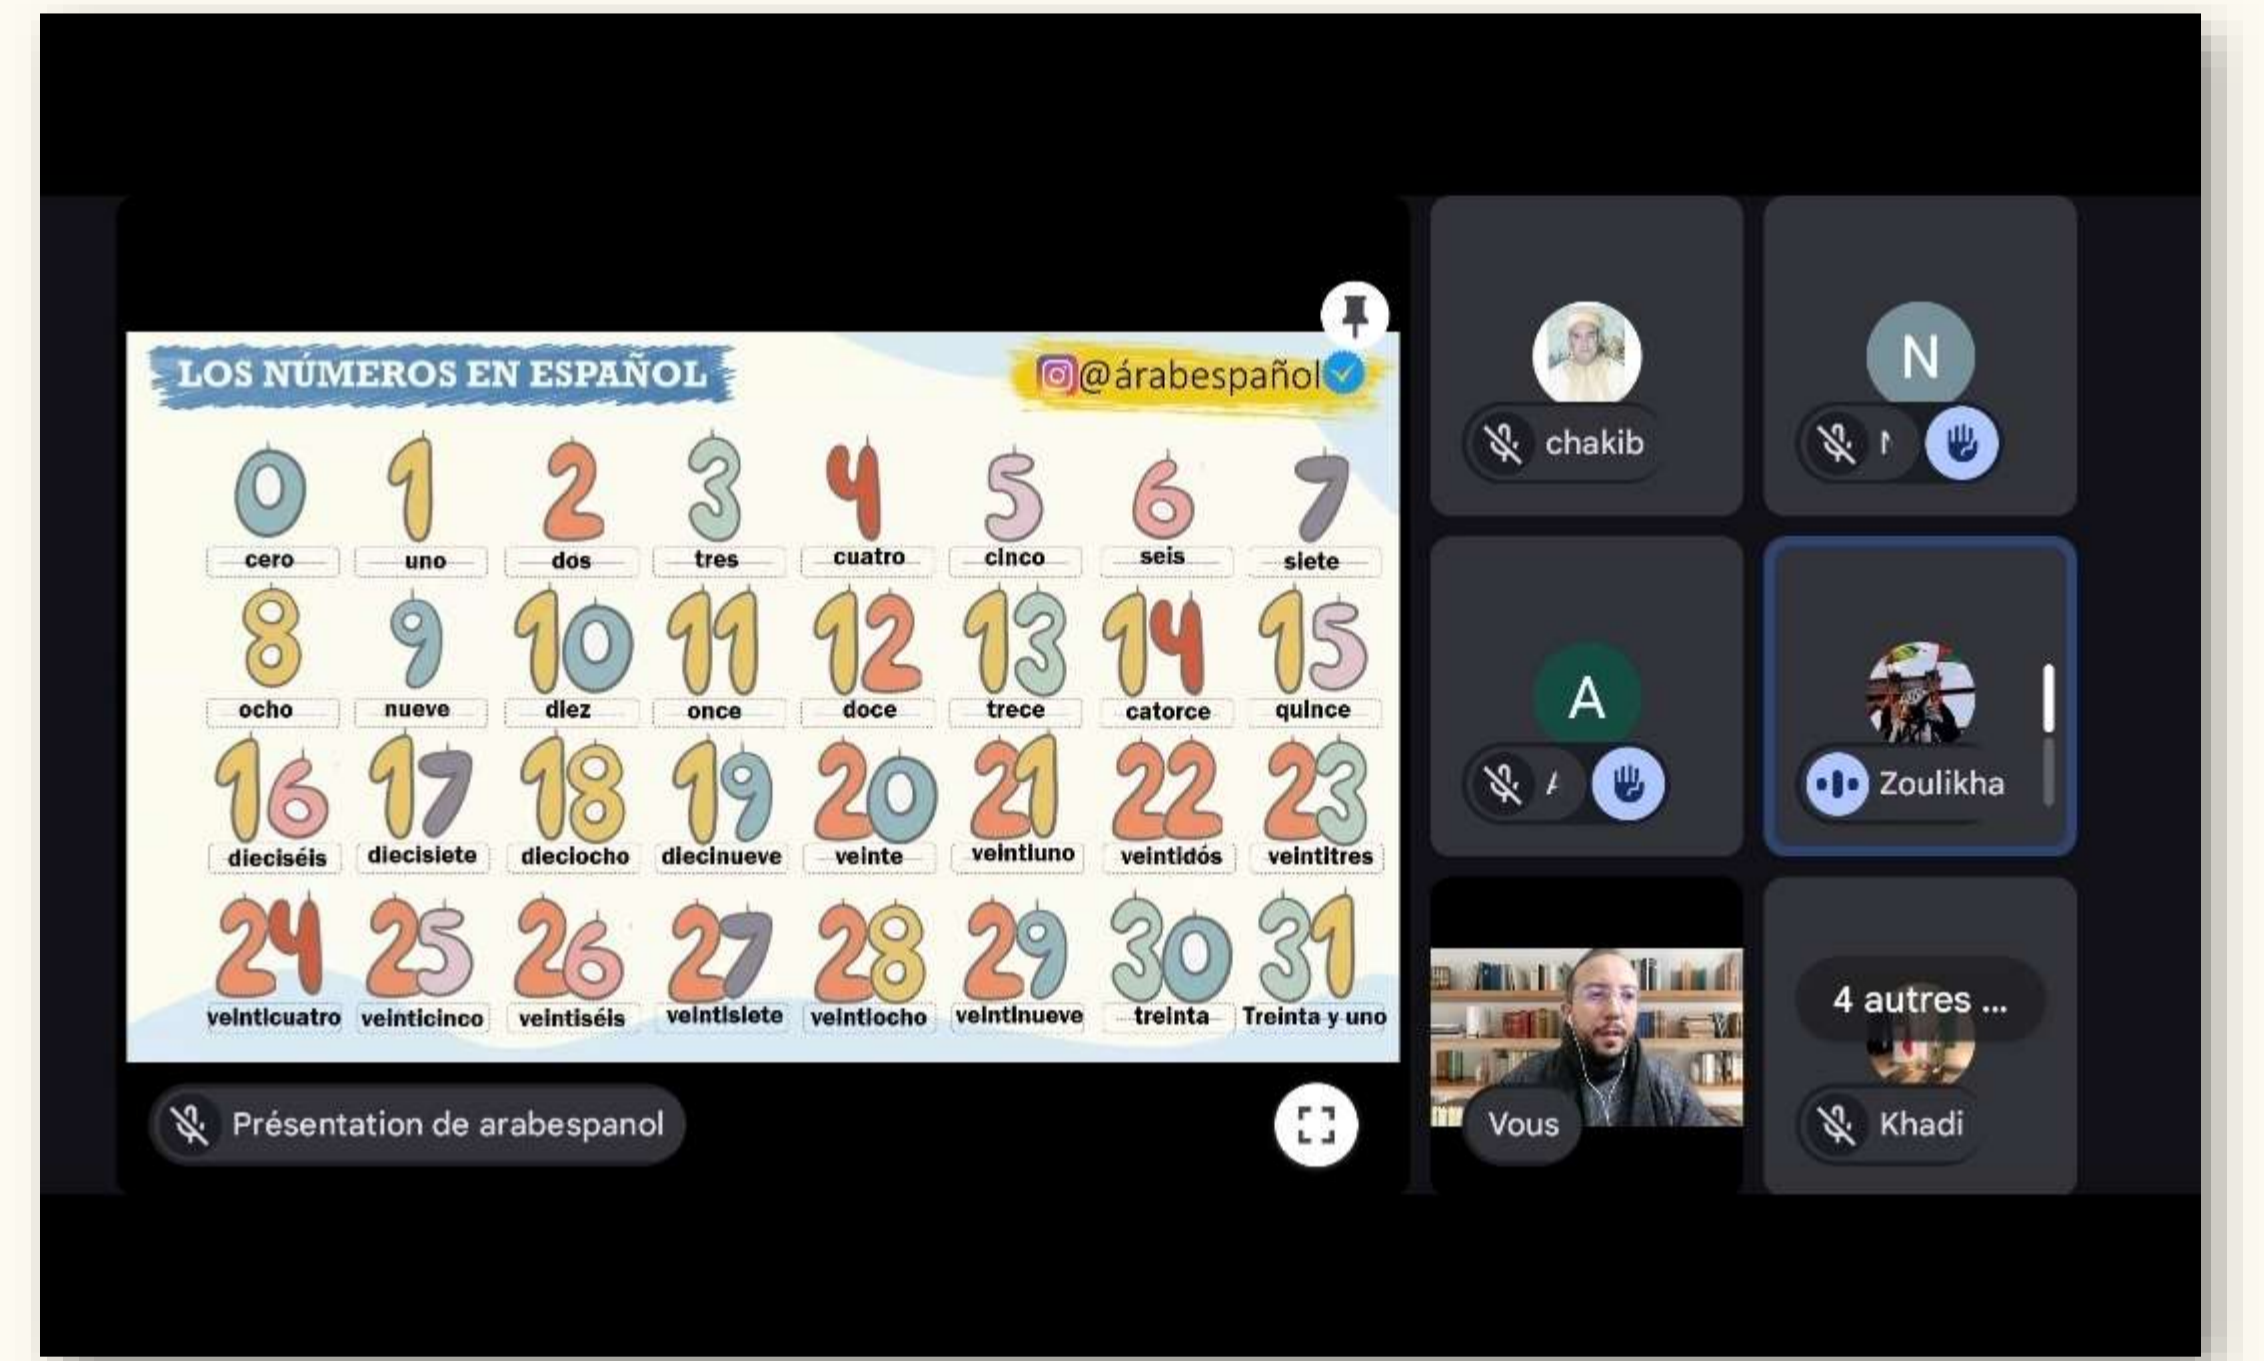 LOS NÚMEROS EN ESPAÑOL
@árabespañol
0 1 2 3 4 5 6 7
cero uno dos tres cuatro cinco seis siete
8 9 10 11 12 13 14 15
ocho nueve diez once doce trece catorce quince
16 17 18 19 20 21 22 23
dieciséis diecisiete dieciocho diecinueve veinte veintiuno veintidós veintitres
24 25 26 27 28 29 30 31
veinticuatro veinticinco veintiséis veintisiete veintiocho veintinueve treinta Treinta y uno
Présentation de arabespanol
chakib
N
A
Zoulikha
Vous
4 autres ...
Khadi